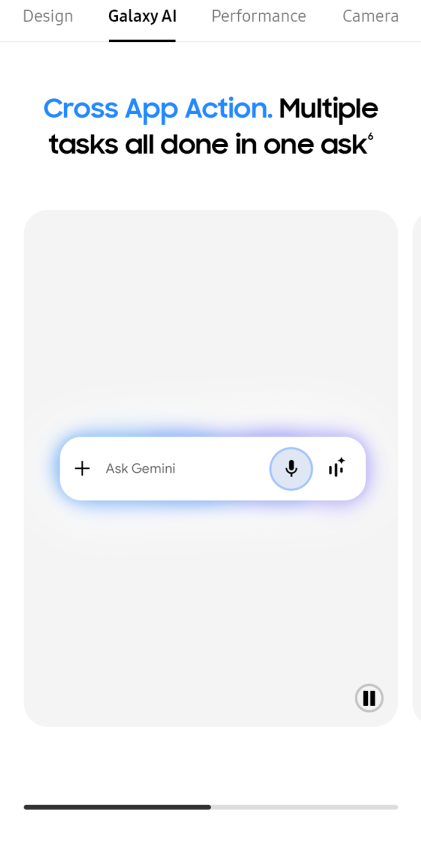 Design Galaxy AI Performance Camera
Cross App Action. Multiple
tasks all done in one ask⁶
Ask Gemini